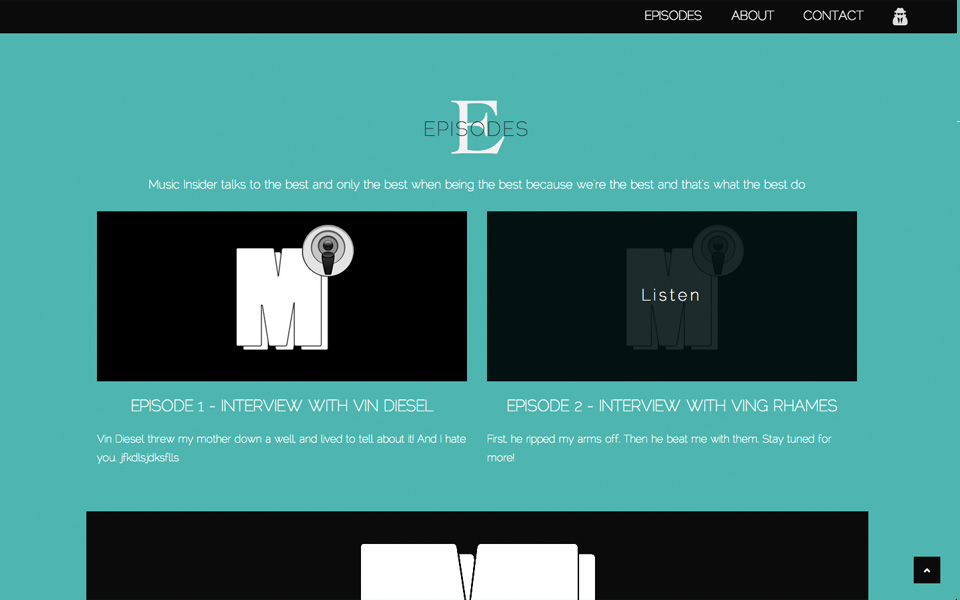 EPISODES ABOUT CONTACT
E
EPISODES
Music Insider talks to the best and only the best when being the best because we're the best and that's what the best do
M
Listen
EPISODE 1 - INTERVIEW WITH VIN DIESEL
EPISODE 2 - INTERVIEW WITH VING RHAMES
Vin Diesel threw my mother down a well, and lived to tell about it! And I hate
you. jfkdlsjdksflls
First, he ripped my arms off. Then he beat me with them. Stay tuned for
more!